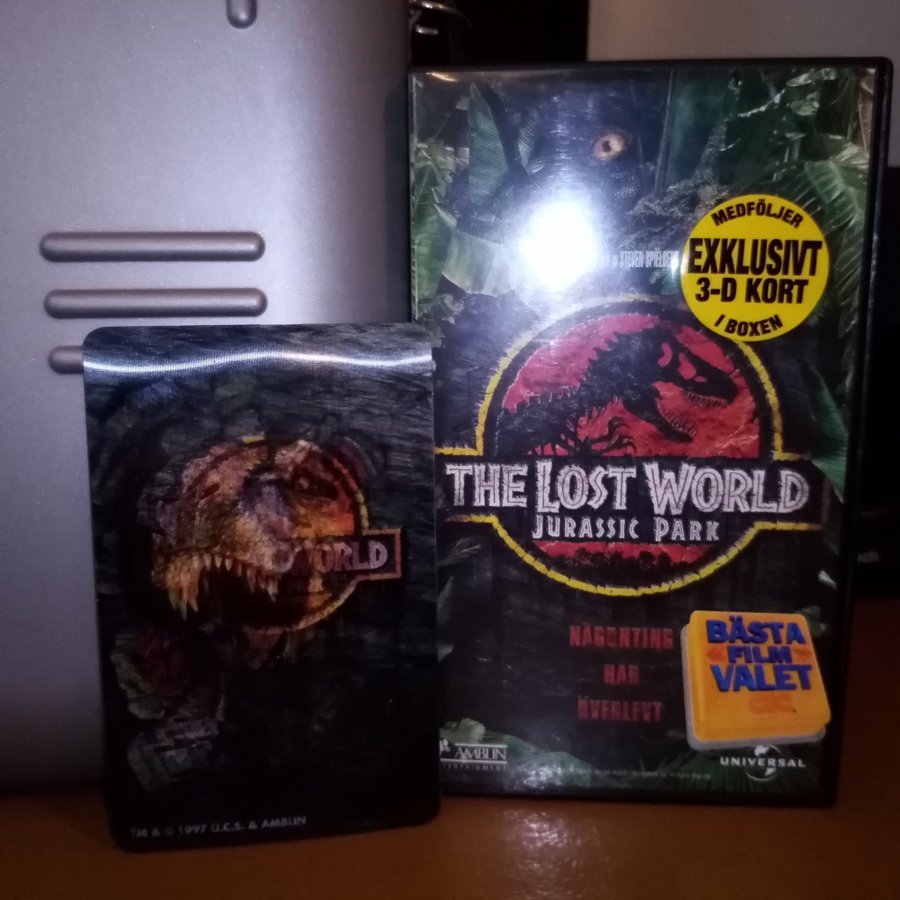 STEVEN SPIELBERG
MEDFÖLJER
EXKLUSIVT
3-D KORT
I BOXEN
THE LOST WORLD
JURASSIC PARK
NÅGONTING
HAR
ÖVERLEVT
BÄSTA
FILM
VALET
AMBLIN
ENTERTAINMENT
UNIVERSAL
WORLD
TM & © 1997 U.C.S. & AMBLIN